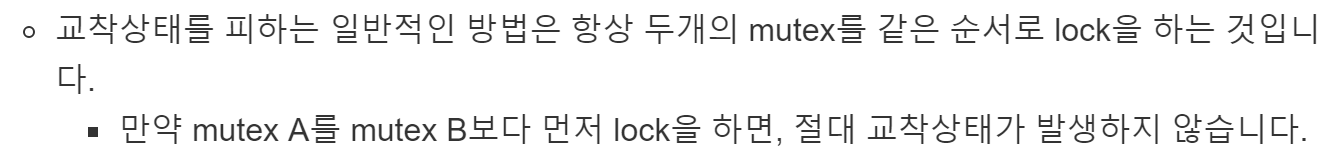 교착상태를 피하는 일반적인 방법은 항상 두개의 mutex를 같은 순서로 lock을 하는 것입니
다.
만약 mutex A를 mutex B보다 먼저 lock을 하면, 절대 교착상태가 발생하지 않습니다.